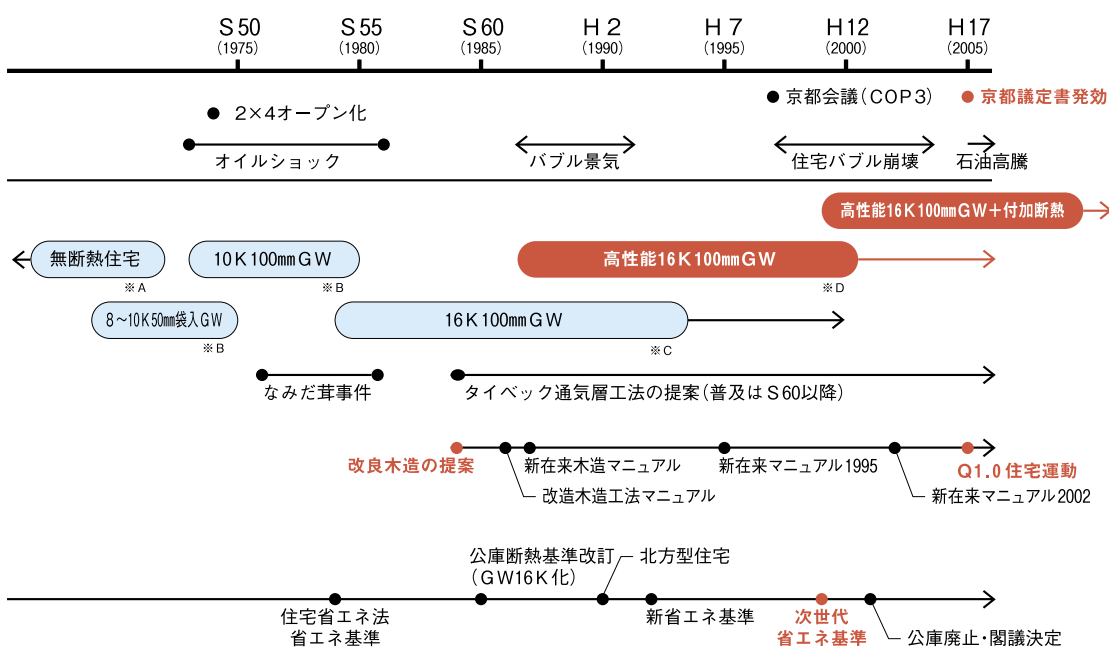 S50 S55 S60 H2 H7 H12 H17
(1975) (1980) (1985) (1990) (1995) (2000) (2005)
京都会議(COP3) 京都議定書発効
2×4オープン化
オイルショック バブル景気 住宅バブル崩壊 石油高騰
高性能16K100mmGW+付加断熱
無断熱住宅 10K100mmGW 高性能16K100mmGW
※A ※B ※D
8~10K50mm袋入GW 16K100mmGW
※B ※C
なみだ茸事件 タイベック通気層工法の提案(普及はS60以降)
改良木造の提案 新在来木造マニュアル 新在来マニュアル1995 Q1.0住宅運動
改造木造工法マニュアル 新在来マニュアル2002
公庫断熱基準改訂 北方型住宅
(GW16K化)
住宅省エネ法 新省エネ基準 次世代
省エネ基準 省エネ基準 公庫廃止・閣議決定